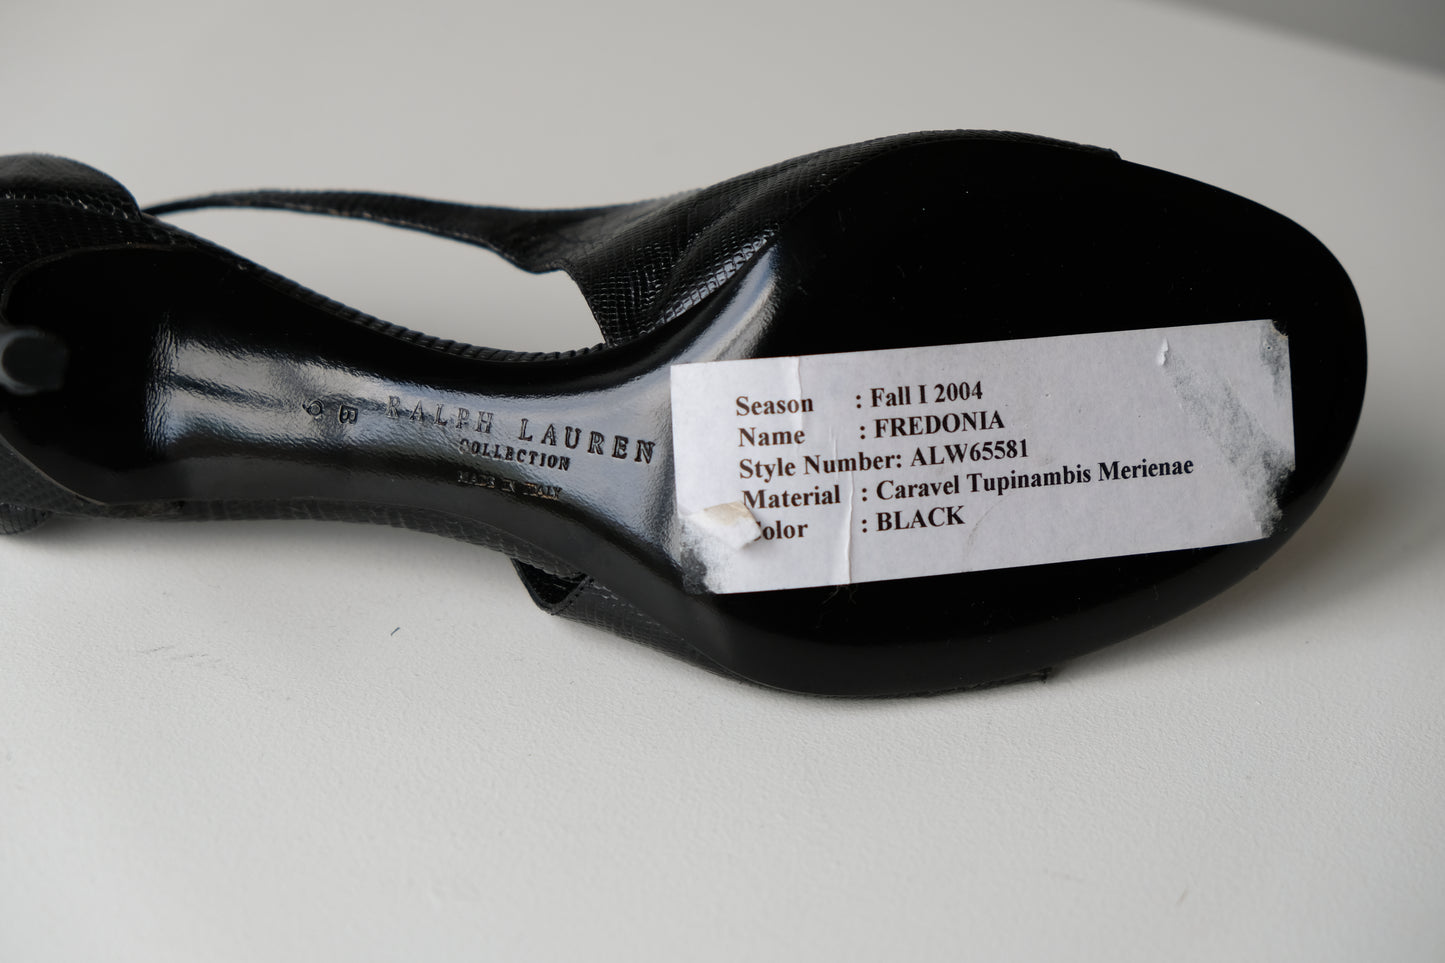 6 B RALPH LAUREN
COLLECTION
MADE IN ITALY
Season : Fall I 2004
Name : FREDONIA
Style Number: ALW65581
Material : Caravel Tupinambis Merienae
Color : BLACK